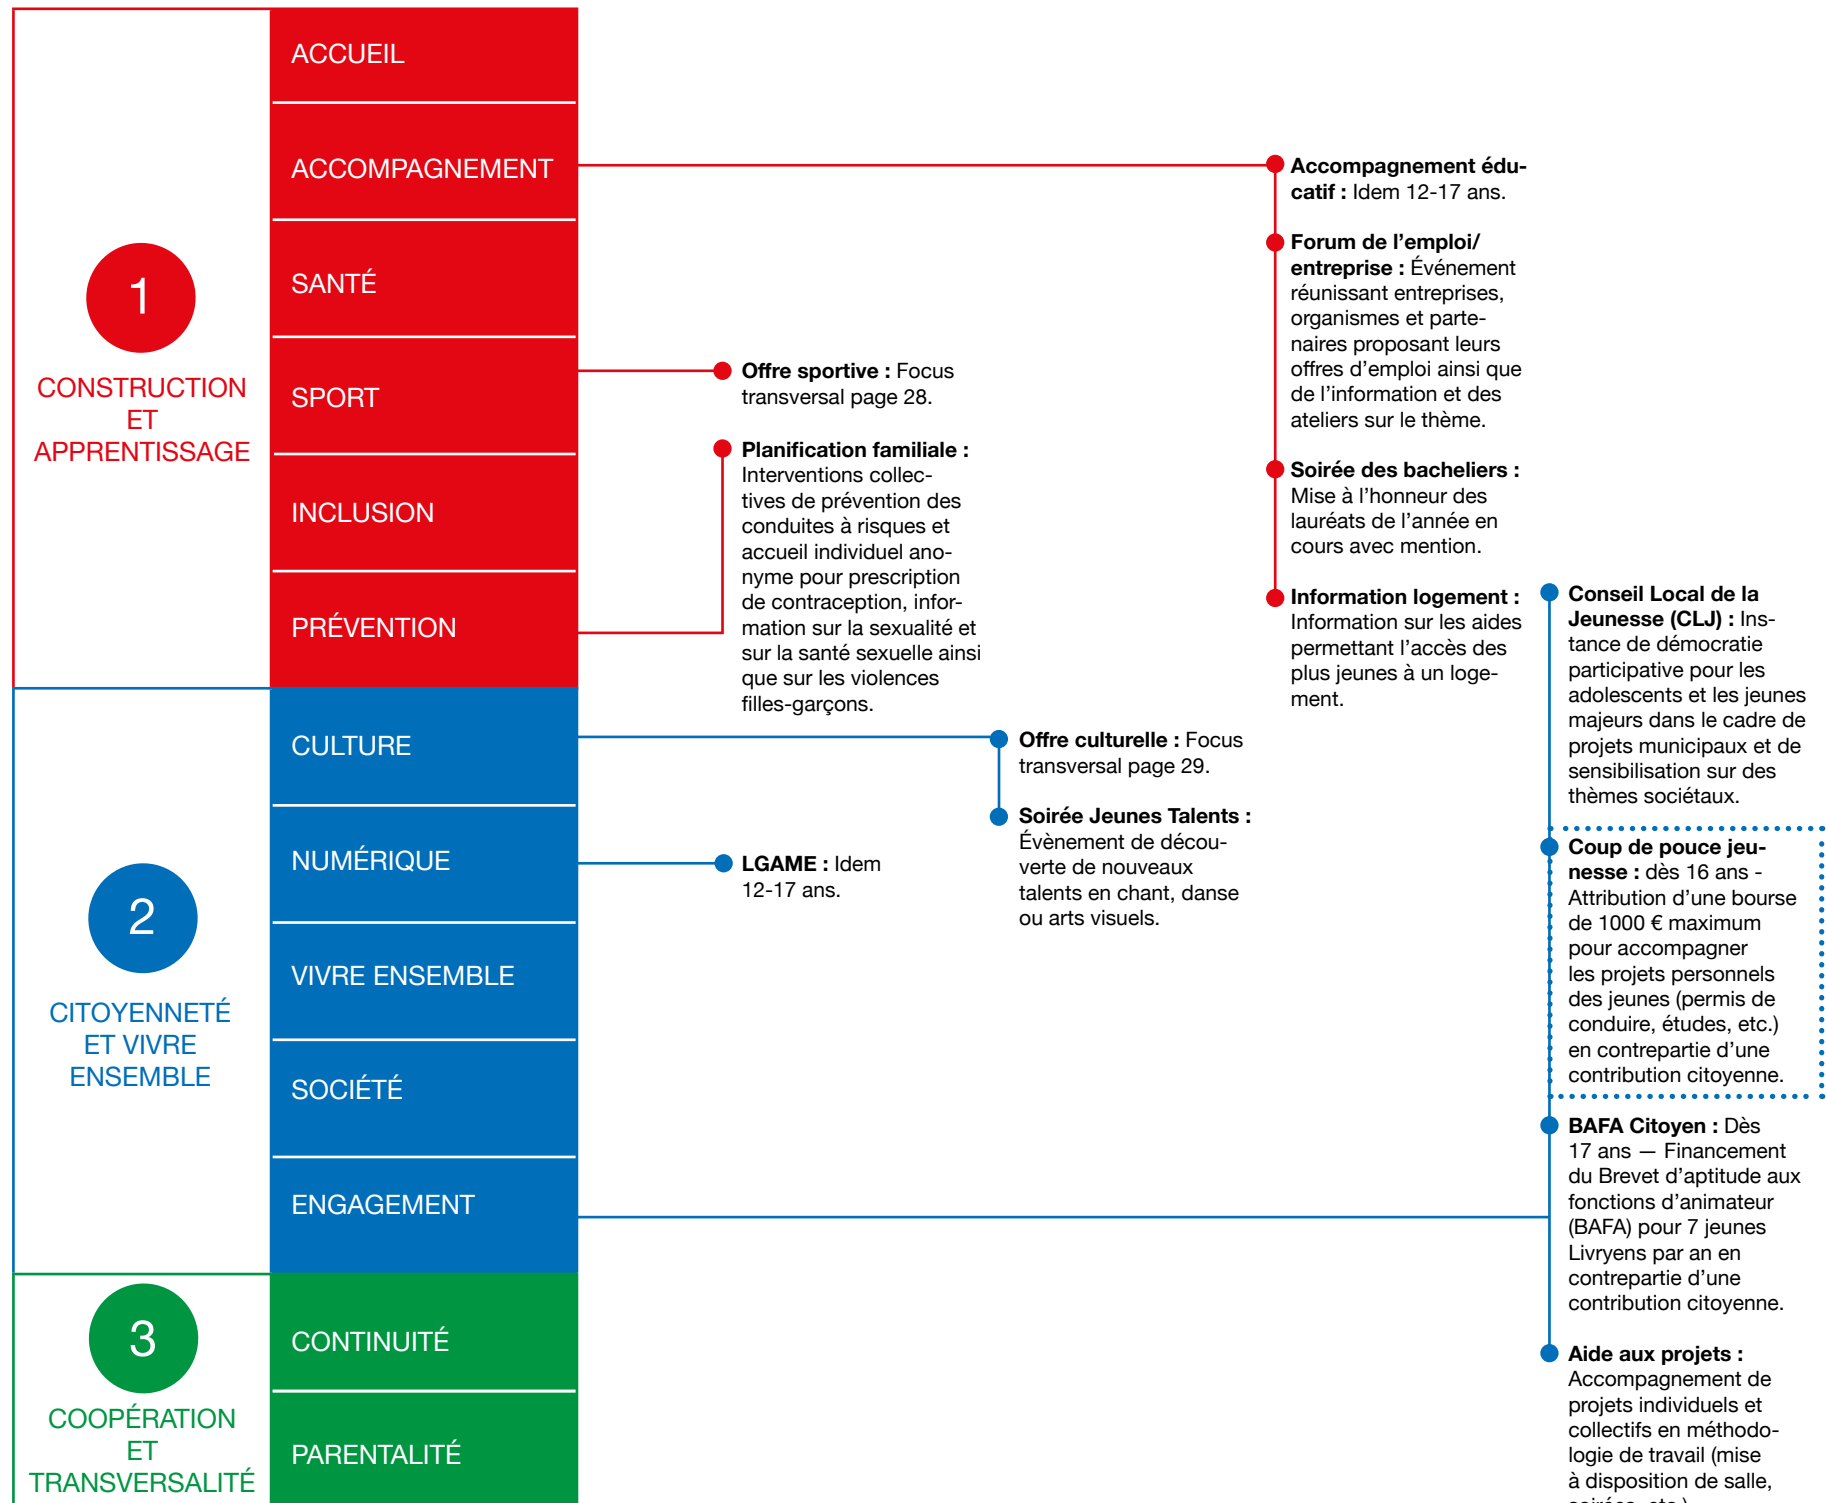 1
CONSTRUCTION
ET
APPRENTISSAGE
ACCUEIL
ACCOMPAGNEMENT
SANTÉ
SPORT
INCLUSION
PRÉVENTION
2
CITOYENNETÉ
ET VIVRE
ENSEMBLE
CULTURE
NUMÉRIQUE
VIVRE ENSEMBLE
SOCIÉTÉ
ENGAGEMENT
3
COOPÉRATION
ET
TRANSVERSALITÉ
CONTINUITÉ
PARENTALITÉ
Offre sportive : Focus
transversal page 28.
Planification familiale :
Interventions collec-
tives de prévention des
conduites à risques et
accueil individuel ano-
nyme pour prescription
de contraception, infor-
mation sur la sexualité et
sur la santé sexuelle ainsi
que sur les violences
filles-garçons.
LGAME : Idem
12-17 ans.
Offre culturelle : Focus
transversal page 29.
Soirée Jeunes Talents :
Évènement de décou-
verte de nouveaux
talents en chant, danse
ou arts visuels.
Accompagnement édu-
catif : Idem 12-17 ans.
Forum de l’emploi/
entreprise : Événement
réunissant entreprises,
organismes et parte-
naires proposant leurs
offres d’emploi ainsi que
de l’information et des
ateliers sur le thème.
Soirée des bacheliers :
Mise à l’honneur des
lauréats de l’année en
cours avec mention.
Information logement :
Information sur les aides
permettant l’accès des
plus jeunes à un loge-
ment.
Conseil Local de la
Jeunesse (CLJ) : Ins-
tance de démocratie
participative pour les
adolescents et les jeunes
majeurs dans le cadre de
projets municipaux et de
sensibilisation sur des
thèmes sociétaux.
Coup de pouce jeu-
nesse : dès 16 ans -
Attribution d’une bourse
de 1000 € maximum
pour accompagner
les projets personnels
des jeunes (permis de
conduire, études, etc.)
en contrepartie d’une
contribution citoyenne.
BAFA Citoyen : Dès
17 ans — Financement
du Brevet d’aptitude aux
fonctions d’animateur
(BAFA) pour 7 jeunes
Livryens par an en
contrepartie d’une
contribution citoyenne.
Aide aux projets :
Accompagnement de
projets individuels et
collectifs en méthodo-
logie de travail (mise
à disposition de salle,